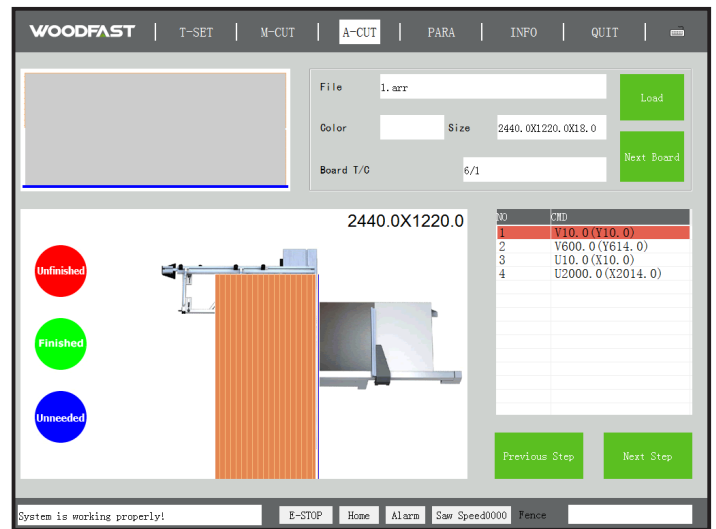 WOODFAST T-SET M-CUT A-CUT PARA INFO QUIT
File 1.arr
Load
Color Size 2440.0X1220.0X18.0
Next Board
Board T/C 6/1
2440.0X1220.0
NO CMD
1 V10.0(Y10.0)
2 V600.0(Y614.0)
3 U10.0(X10.0)
4 U2000.0(X2014.0)
Unfinished
Finished
Unneeded
Previous Step Next Step
System is working properly! E-STOP Home Alarm Saw Speed0000 Fence